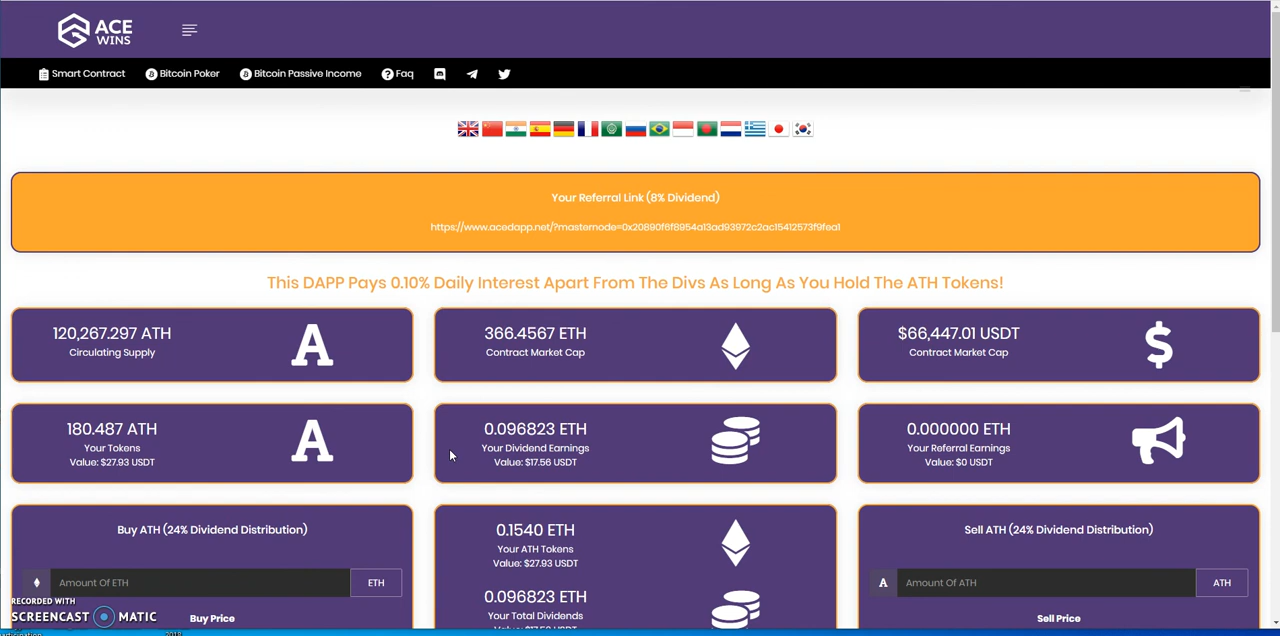 ACE
WINS
Smart Contract
Bitcoin Poker
Bitcoin Passive Income
Faq
Your Referral Link (8% Dividend)
https://www.acedapp.net/?masternode=0x20890f6f8954a13ad93972c2ac15412573f9fea1
This DAPP Pays 0.10% Daily Interest Apart From The Divs As Long As You Hold The ATH Tokens!
120,267.297 ATH
Circulating Supply
366.4567 ETH
Contract Market Cap
$66,447.01 USDT
Contract Market Cap
180.487 ATH
Your Tokens
Value: $27.93 USDT
0.096823 ETH
Your Dividend Earnings
Value: $17.56 USDT
0.000000 ETH
Your Referral Earnings
Value: $0 USDT
Buy ATH (24% Dividend Distribution)
Amount Of ETH
ETH
Buy Price
0.1540 ETH
Your ATH Tokens
Value: $27.93 USDT
0.096823 ETH
Your Total Dividends
Sell ATH (24% Dividend Distribution)
Amount Of ATH
ATH
Sell Price
RECORDED WITH
SCREENCAST MATIC